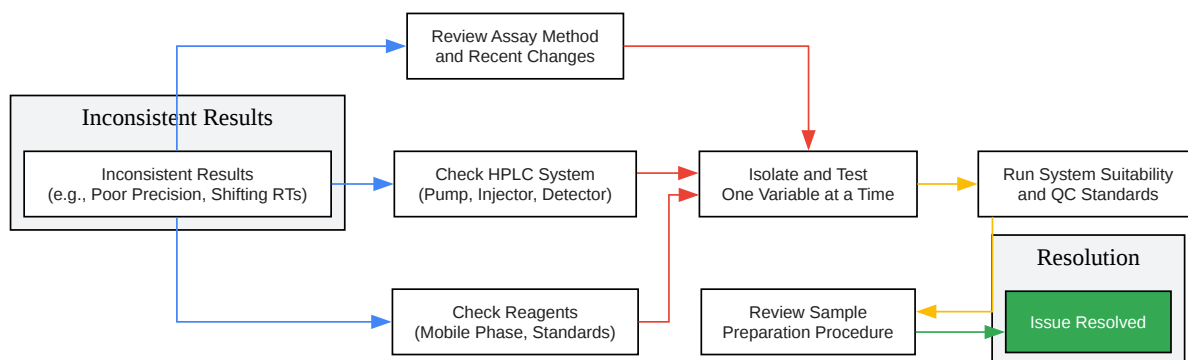 Review Assay Method
and Recent Changes
Inconsistent Results
Inconsistent Results
(e.g., Poor Precision, Shifting RTs)
Check HPLC System
(Pump, Injector, Detector)
Isolate and Test
One Variable at a Time
Run System Suitability
and QC Standards
Resolution
Check Reagents
(Mobile Phase, Standards)
Review Sample
Preparation Procedure
Issue Resolved